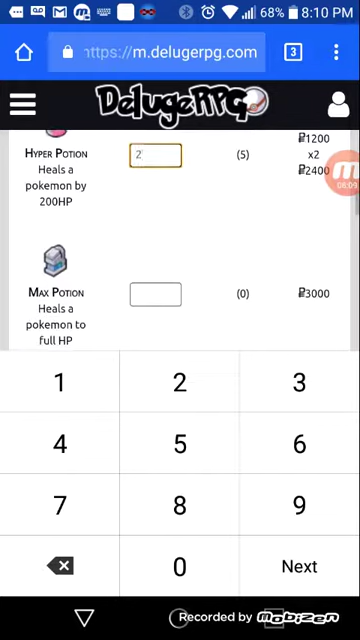 68% 8:10 PM
https://m.delugerpg.com
3
DelugeRPG
₽1200
HYPER POTION
2
(5)
x2
Heals a
₽2400
pokemon by
200HP
06:09
MAX POTION
(0)
₽3000
Heals a
pokemon to
full HP
1 2 3
4 5 6
7 8 9
0 Next
Recorded by Mobizen